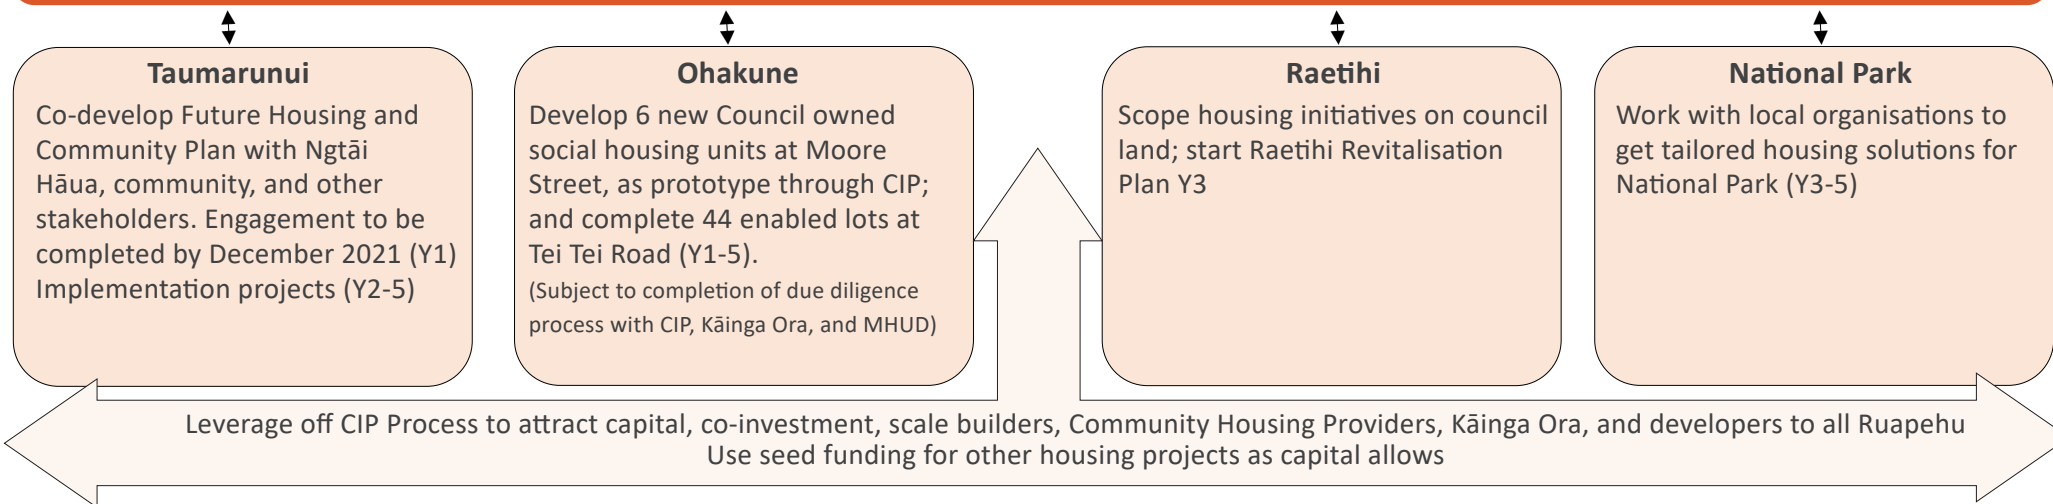 Taumarunui
Co-develop Future Housing and
Community Plan with Ngtāi
Hāua, community, and other
stakeholders. Engagement to be
completed by December 2021 (Y1)
Implementation projects (Y2-5)
Ohakune
Develop 6 new Council owned
social housing units at Moore
Street, as prototype through CIP;
and complete 44 enabled lots at
Tei Tei Road (Y1-5).
(Subject to completion of due diligence
process with CIP, Kāinga Ora, and MHUD)
Raetihi
Scope housing initiatives on council
land; start Raetihi Revitalisation
Plan Y3
National Park
Work with local organisations to
get tailored housing solutions for
National Park (Y3-5)
Leverage off CIP Process to attract capital, co-investment, scale builders, Community Housing Providers, Kāinga Ora, and developers to all Ruapehu
Use seed funding for other housing projects as capital allows